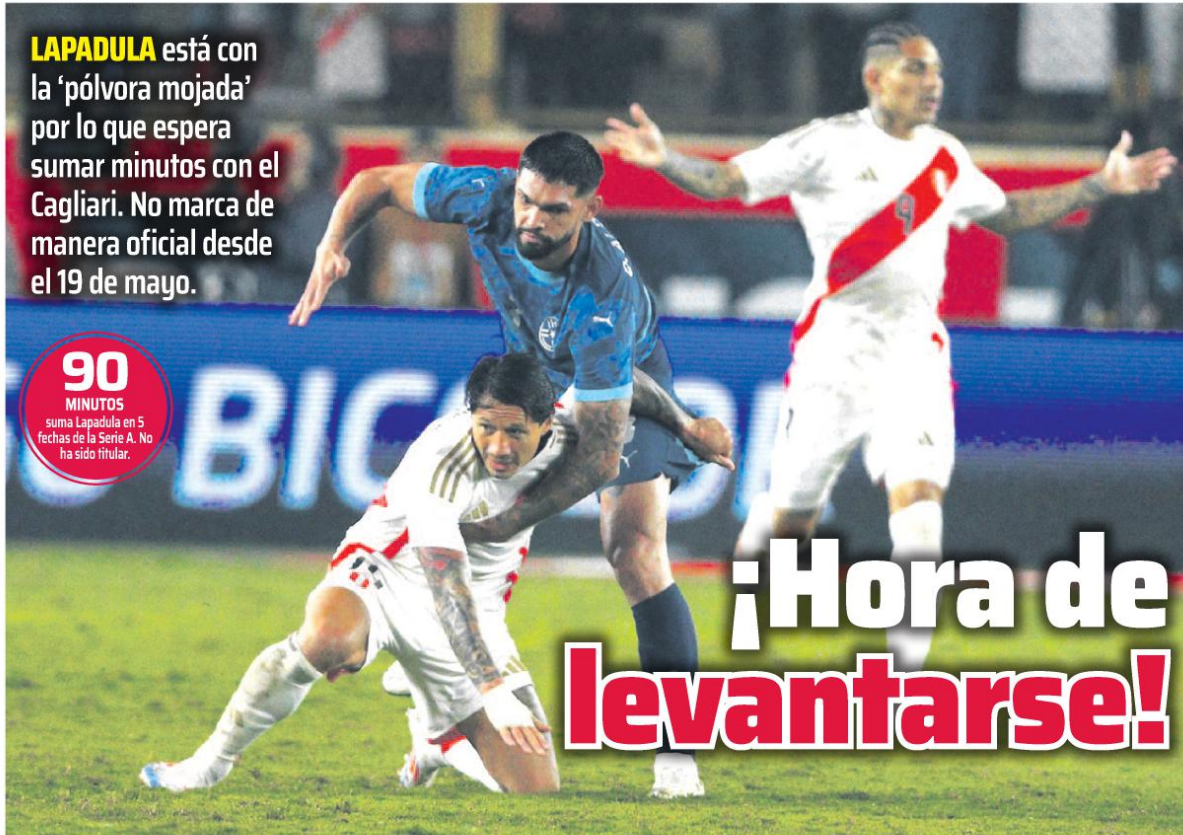 LAPADULA está con
la ‘pólvora mojada’
por lo que espera
sumar minutos con el
Cagliari. No marca de
manera oficial desde
el 19 de mayo.
90
MINUTOS
suma Lapadula en 5
fechas de la Serie A. No
ha sido titular.
9
¡Hora de
levantarse!